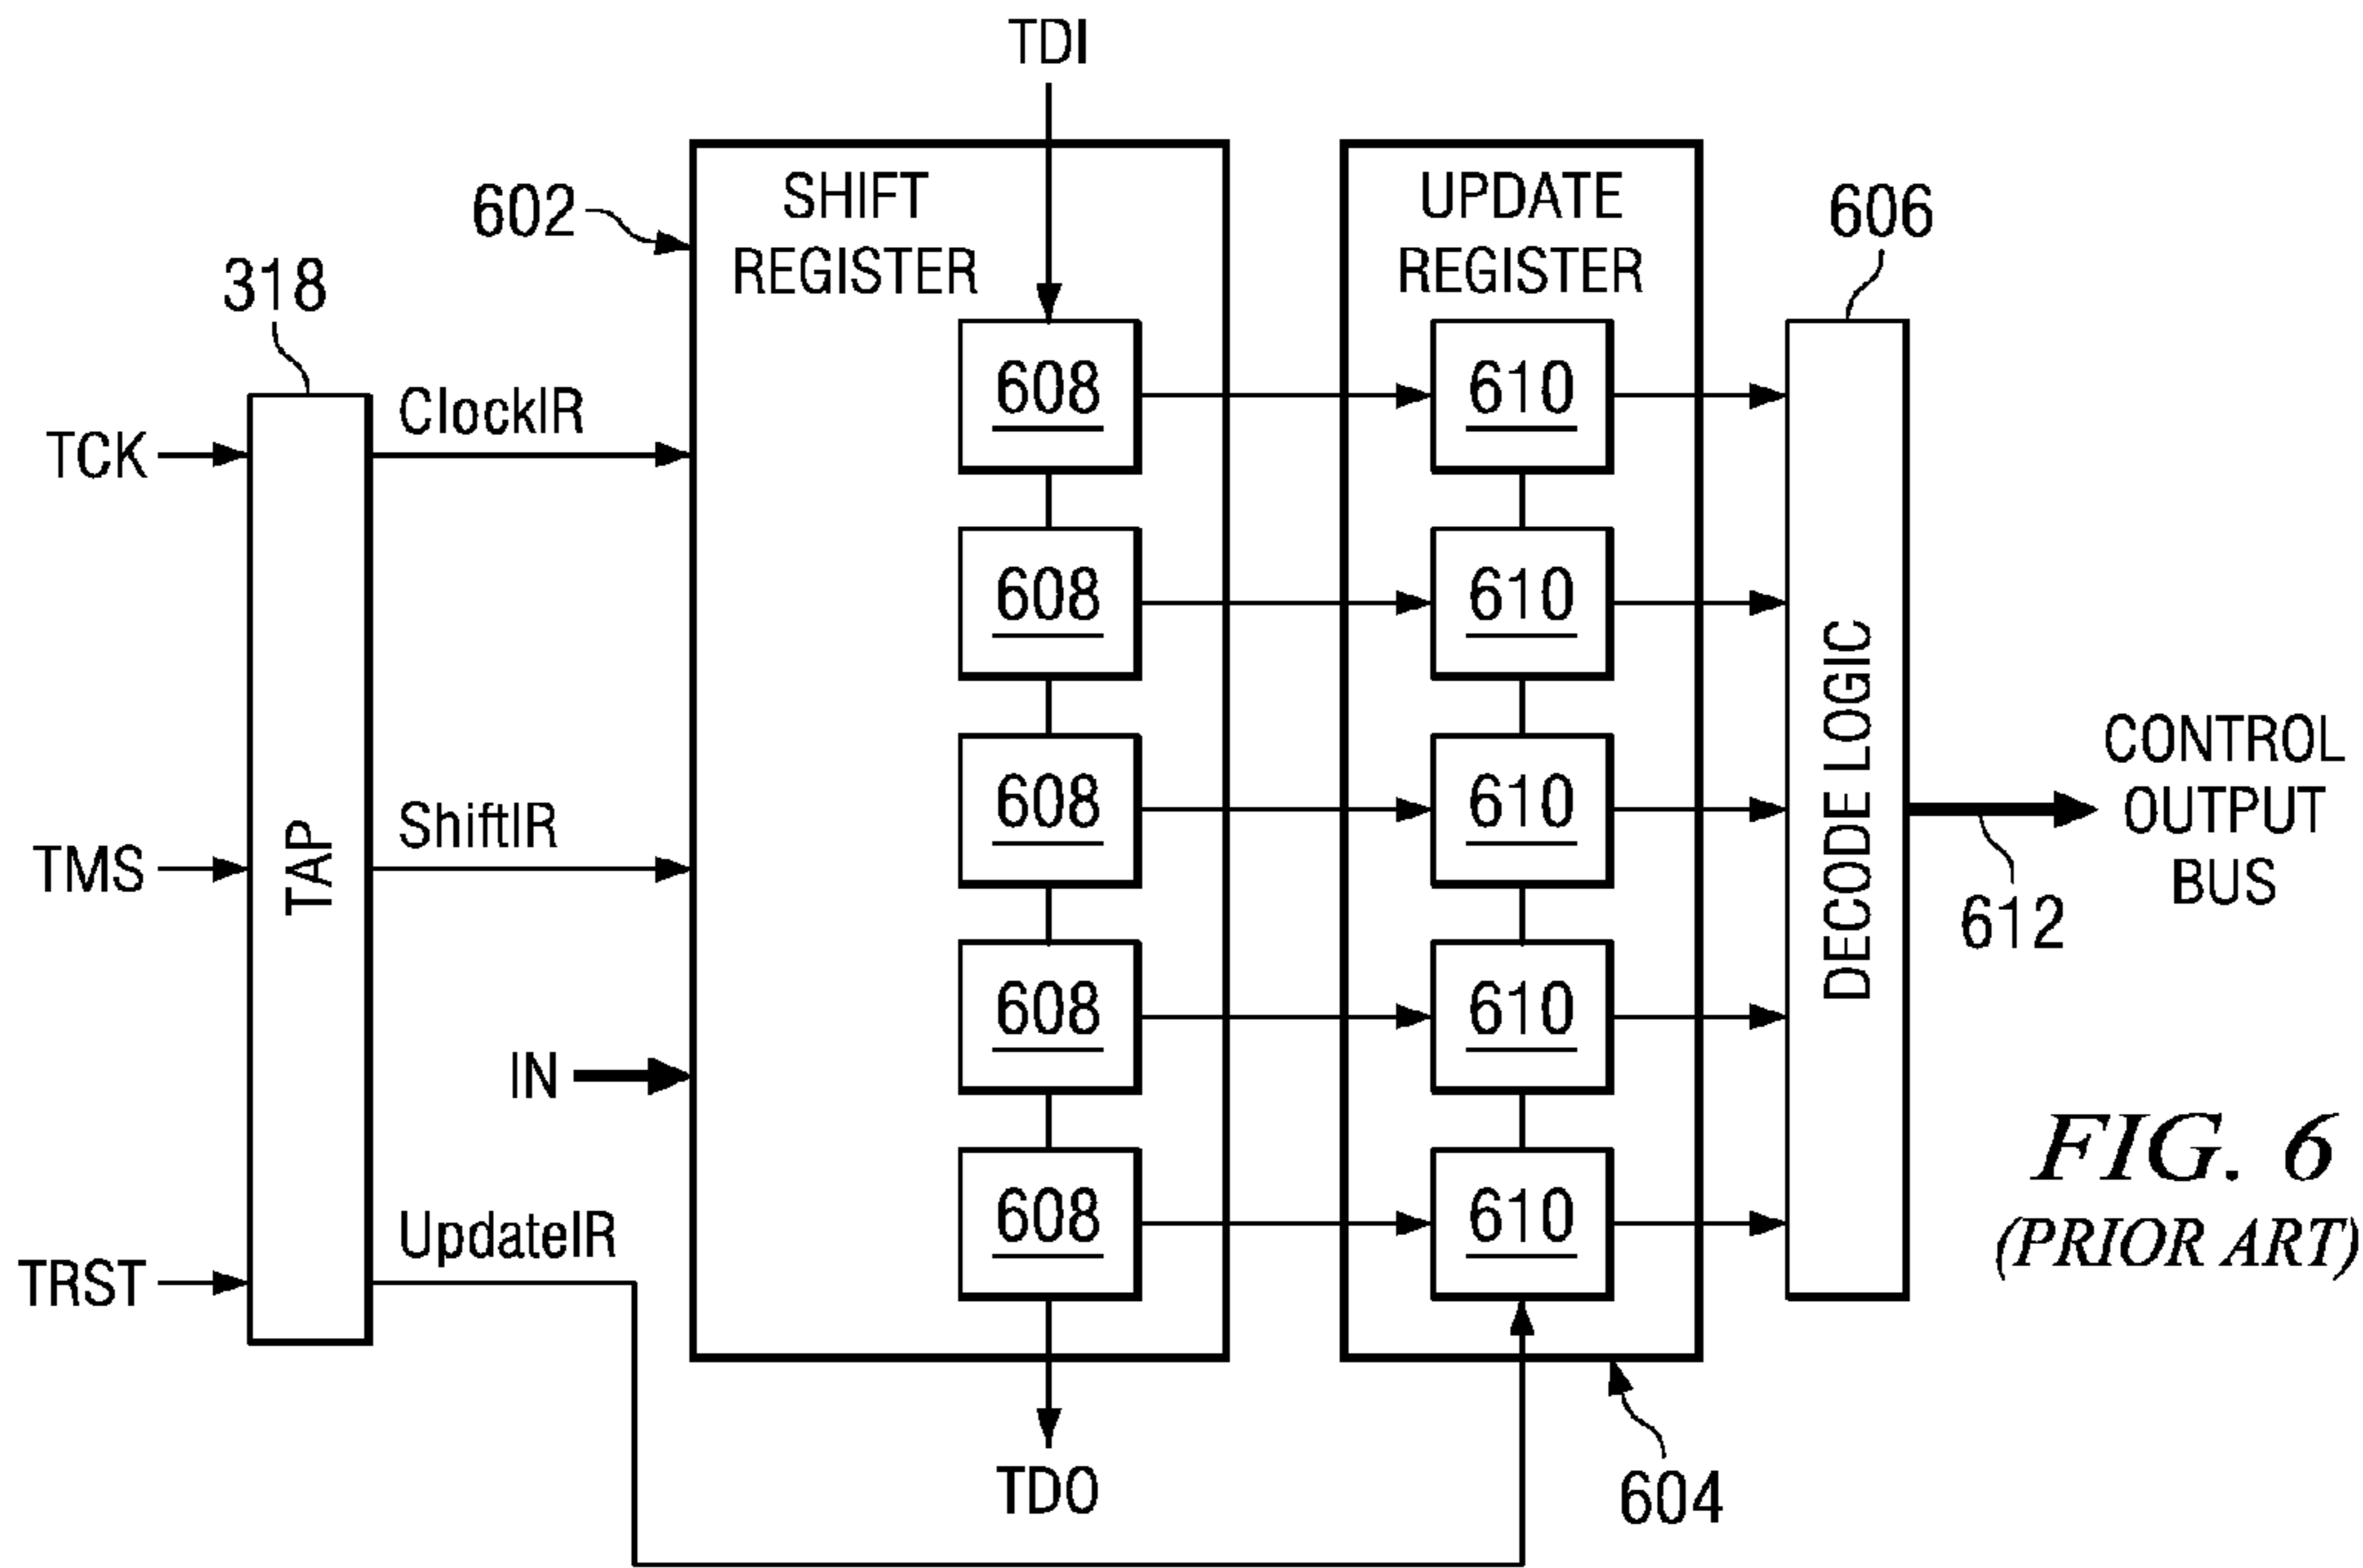 TDI
SHIFT
REGISTER
UPDATE
REGISTER
602
606
318
608
610
ClockIR
TCK
608
610
DECODE LOGIC
CONTROL
OUTPUT
BUS
608
610
ShiftIR
TMS
TAP
612
608
610
IN
FIG. 6
(PRIOR ART)
608
610
UpdateIR
TRST
TDO
604